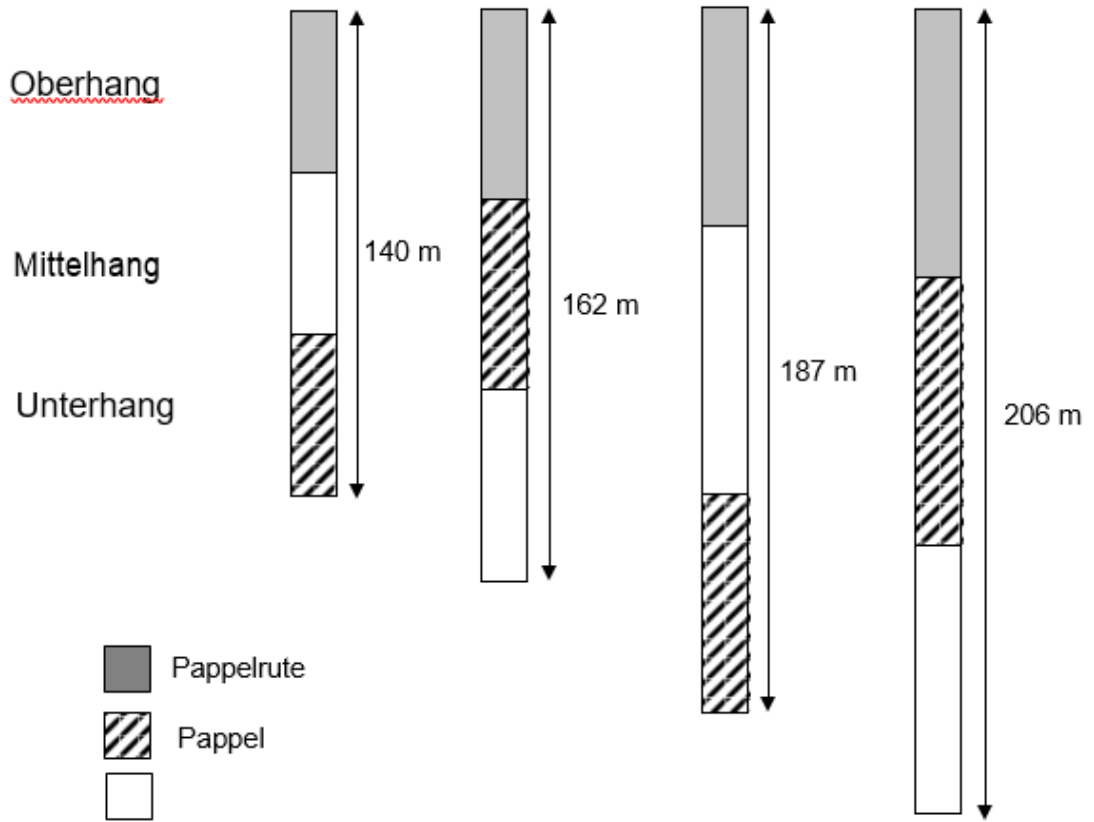 Oberhang
Mittelhang
Unterhang
140 m
162 m
187 m
206 m
Pappelrute
Pappel